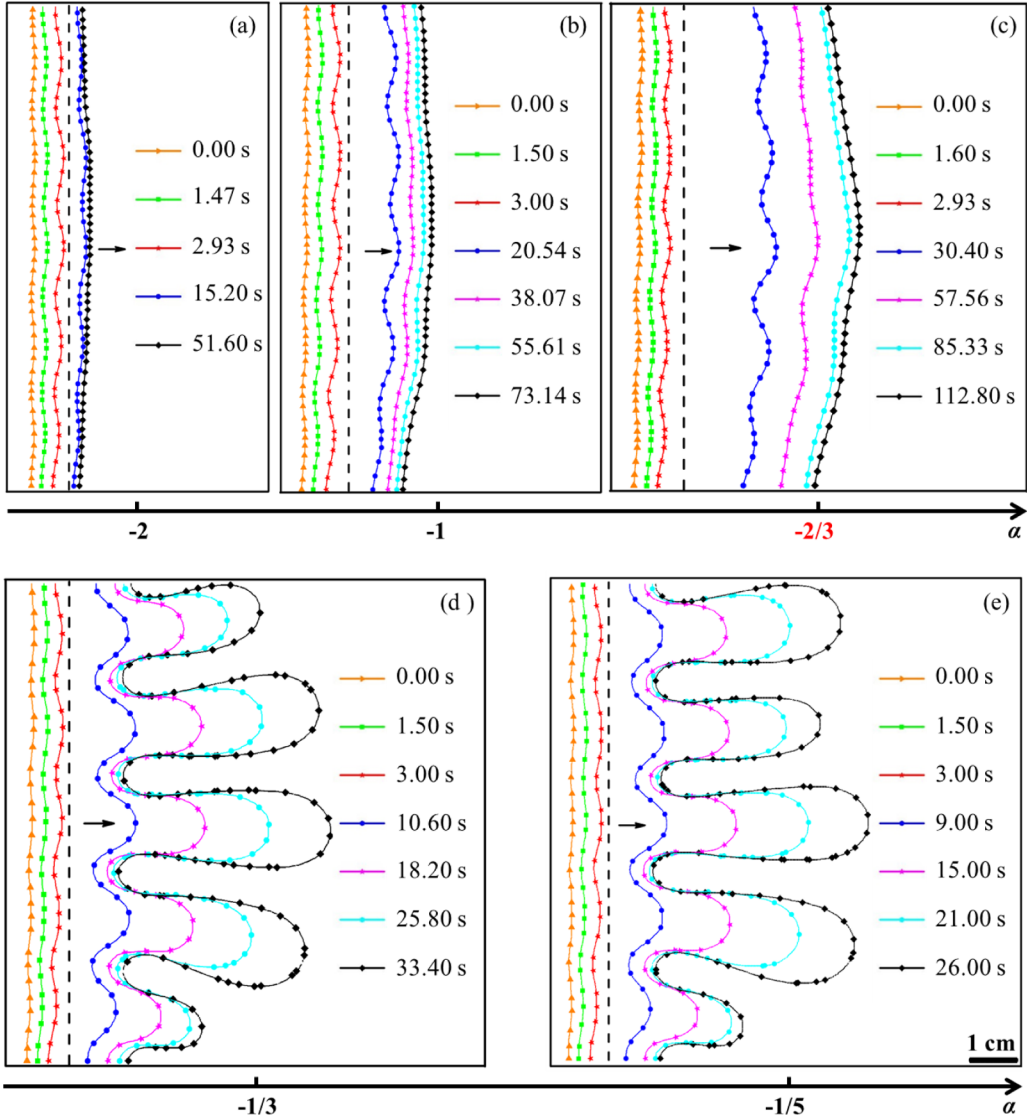 (a)
0.00 s
1.47 s
2.93 s
15.20 s
51.60 s
(b)
0.00 s
1.50 s
3.00 s
20.54 s
38.07 s
55.61 s
73.14 s
(c)
0.00 s
1.60 s
2.93 s
30.40 s
57.56 s
85.33 s
112.80 s
-2 -1 -2/3 α
(d )
0.00 s
1.50 s
3.00 s
10.60 s
18.20 s
25.80 s
33.40 s
(e)
0.00 s
1.50 s
3.00 s
9.00 s
15.00 s
21.00 s
26.00 s
1 cm
-1/3 -1/5 α